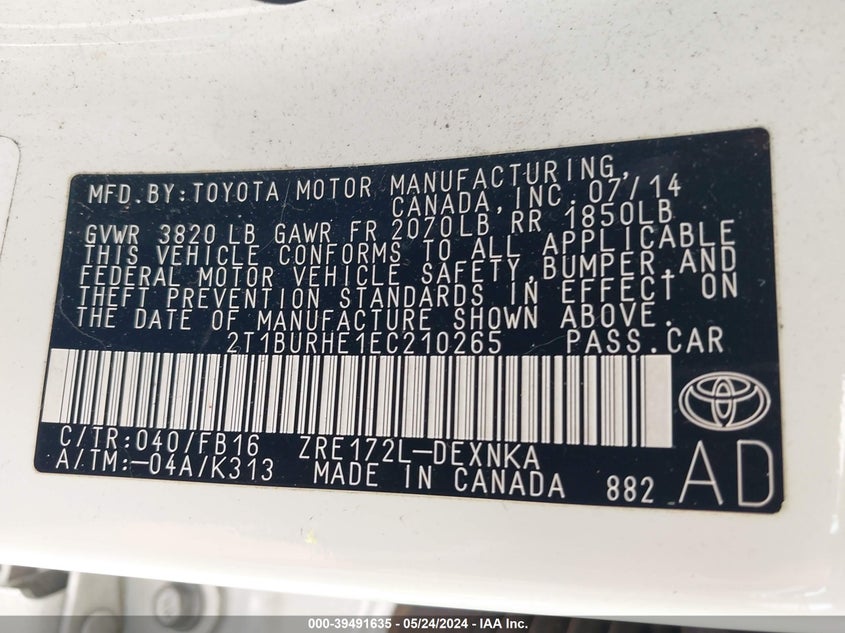 MFD.BY:TOYOTA MOTOR MANUFACTURING,
CANADA,INC. 07/14
GVWR 3820 LB GAWR FR 2070LB RR 1850LB
THIS VEHICLE CONFORMS TO ALL APPLICABLE
FEDERAL MOTOR VEHICLE SAFETY,BUMPER,AND
THEFT PREVENTION STANDARDS IN EFFECT ON
THE DATE OF MANUFACTURE SHOWN ABOVE.
2T1BURHE1EC210265 PASS.CAR
C/TR:040/FB16 ZRE172L-DEXNKA
A/TM:-04A/K313 MADE IN CANADA 882 AD
000-39491635 - 05/24/2024 - IAA Inc.